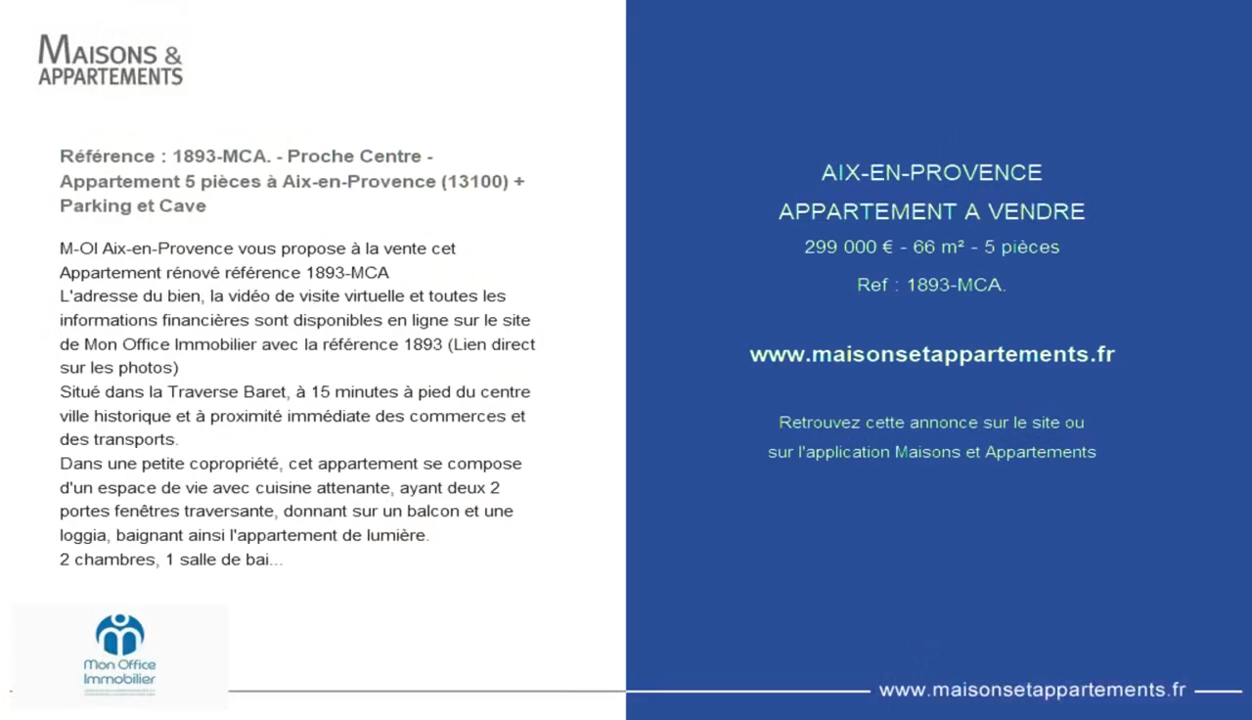 MAISONS &
APPARTEMENTS
Référence : 1893-MCA. - Proche Centre -
Appartement 5 pièces à Aix-en-Provence (13100) +
Parking et Cave
M-OI Aix-en-Provence vous propose à la vente cet
Appartement rénové référence 1893-MCA
L'adresse du bien, la vidéo de visite virtuelle et toutes les
informations financières sont disponibles en ligne sur le site
de Mon Office Immobilier avec la référence 1893 (Lien direct
sur les photos)
Situé dans la Traverse Baret, à 15 minutes à pied du centre
ville historique et à proximité immédiate des commerces et
des transports.
Dans une petite copropriété, cet appartement se compose
d'un espace de vie avec cuisine attenante, ayant deux 2
portes fenêtres traversante, donnant sur un balcon et une
loggia, baignant ainsi l'appartement de lumière.
2 chambres, 1 salle de bai...
Mon Office
Immobilier
AIX-EN-PROVENCE
APPARTEMENT A VENDRE
299 000 € - 66 m² - 5 pièces
Ref : 1893-MCA.
www.maisonsetappartements.fr
Retrouvez cette annonce sur le site ou
sur l'application Maisons et Appartements
www.maisonsetappartements.fr